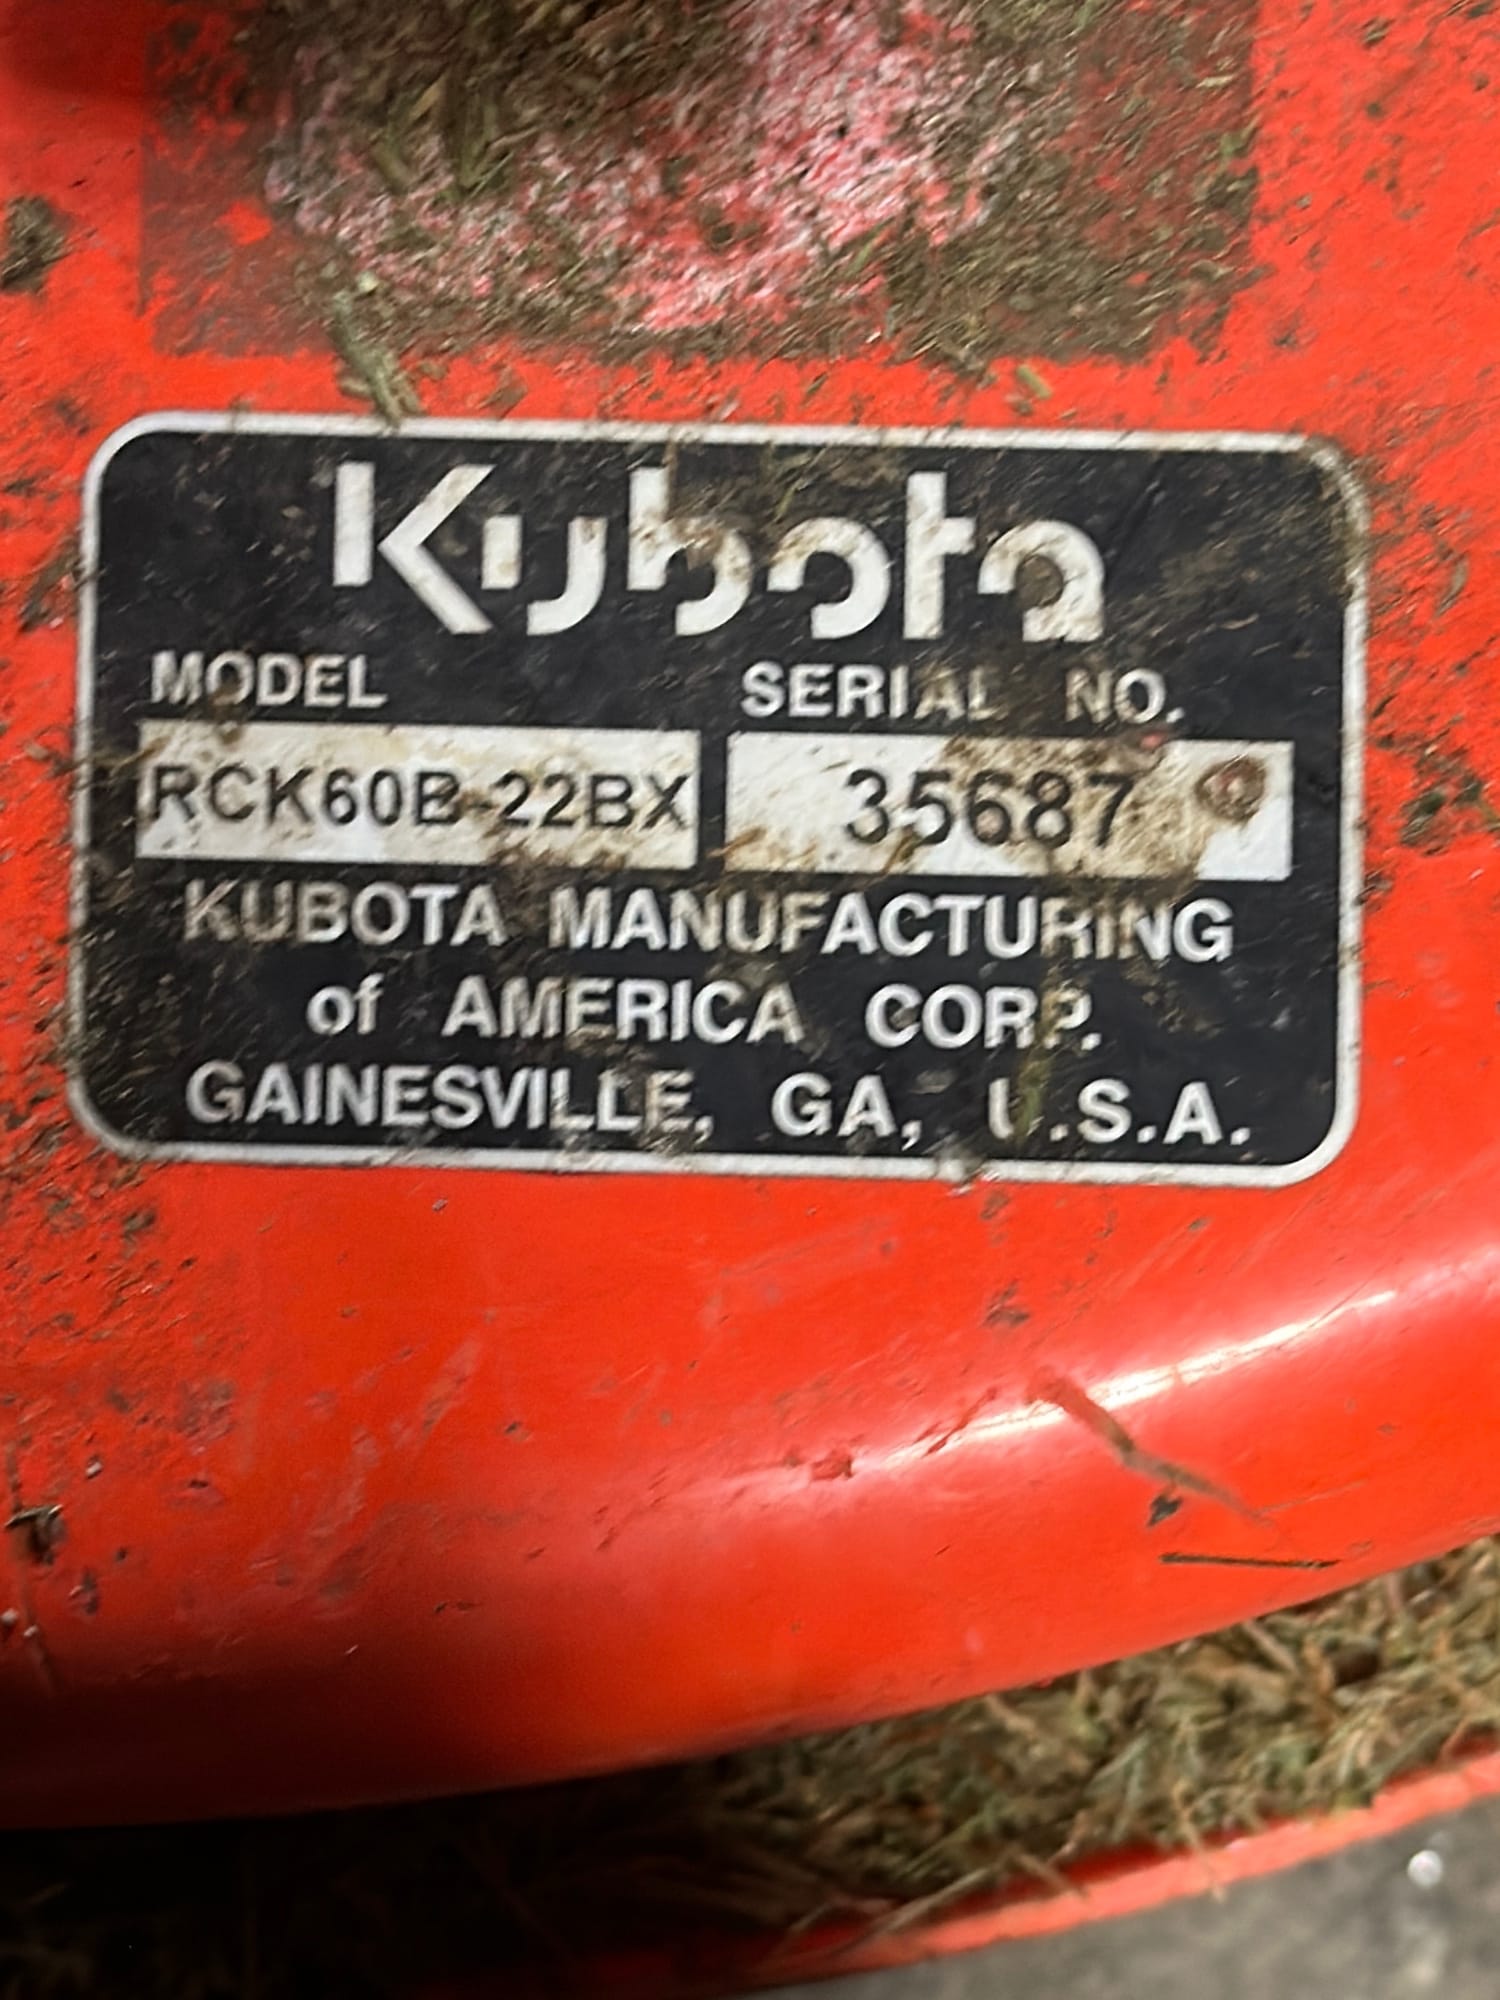 Kubota
MODEL SERIAL NO.
RCK60B-22BX 35687
KUBOTA MANUFACTURING
of AMERICA CORP.
GAINESVILLE, GA, U.S.A.